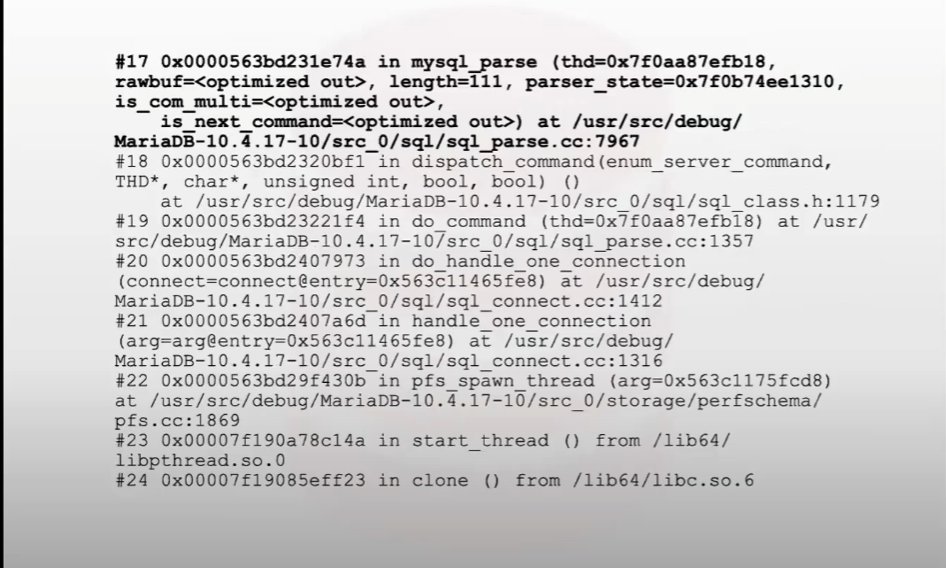 #17 0x0000563bd231e74a in mysql_parse (thd=0x7f0aa87efb18,
rawbuf=<optimized out>, length=111, parser_state=0x7f0b74ee1310,
is_com_multi=<optimized out>,
    is_next_command=<optimized out>) at /usr/src/debug/
MariaDB-10.4.17-10/src_0/sql/sql_parse.cc:7967
#18 0x0000563bd2320bf1 in dispatch_command(enum_server_command,
THD*, char*, unsigned int, bool, bool) ()
    at /usr/src/debug/MariaDB-10.4.17-10/src_0/sql/sql_class.h:1179
#19 0x0000563bd23221f4 in do_command (thd=0x7f0aa87efb18) at /usr/
src/debug/MariaDB-10.4.17-10/src_0/sql/sql_parse.cc:1357
#20 0x0000563bd2407973 in do_handle_one_connection
(connect=connect@entry=0x563c11465fe8) at /usr/src/debug/
MariaDB-10.4.17-10/src_0/sql/sql_connect.cc:1412
#21 0x0000563bd2407a6d in handle_one_connection
(arg=arg@entry=0x563c11465fe8) at /usr/src/debug/
MariaDB-10.4.17-10/src_0/sql/sql_connect.cc:1316
#22 0x0000563bd29f430b in pfs_spawn_thread (arg=0x563c1175fcd8)
at /usr/src/debug/MariaDB-10.4.17-10/src_0/storage/perfschema/
pfs.cc:1869
#23 0x00007f190a78c14a in start_thread () from /lib64/
libpthread.so.0
#24 0x00007f19085eff23 in clone () from /lib64/libc.so.6